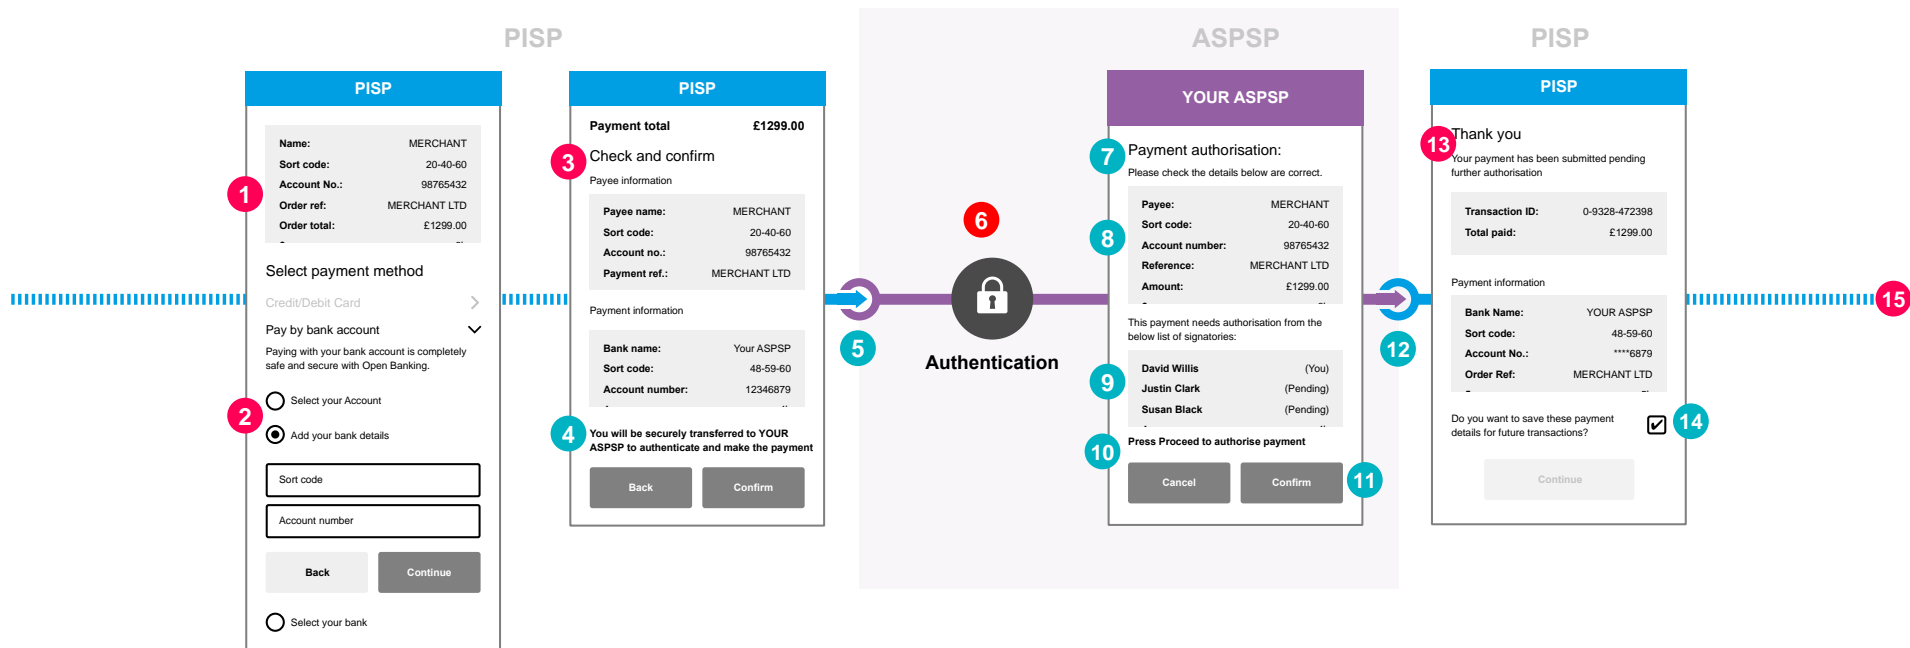 PISP
ASPSP
PISP
PISP
Name: MERCHANT
Sort code: 20-40-60
1
Account No.: 98765432
Order ref: MERCHANT LTD
Order total: £1299.00
Select payment method
Credit/Debit Card
Pay by bank account
Paying with your bank account is completely
safe and secure with Open Banking.
Select your Account
2
Add your bank details
Sort code
Account number
Back Continue
Select your bank
PISP
Payment total £1299.00
3
Check and confirm
Payee information
Payee name: MERCHANT
Sort code: 20-40-60
Account no.: 98765432
Payment ref.: MERCHANT LTD
Payment information
Bank name: Your ASPSP
Sort code: 48-59-60
Account number: 12346879
4
You will be securely transferred to YOUR
ASPSP to authenticate and make the payment
Back Confirm
5
6
Authentication
YOUR ASPSP
7
Payment authorisation:
Please check the details below are correct.
Payee: MERCHANT
Sort code: 20-40-60
8
Account number: 98765432
Reference: MERCHANT LTD
Amount: £1299.00
This payment needs authorisation from the
below list of signatories:
David Willis (You)
9
Justin Clark (Pending)
Susan Black (Pending)
10
Press Proceed to authorise payment
Cancel Confirm
11
12
PISP
13
Thank you
Your payment has been submitted pending
further authorisation
Transaction ID: 0-9328-472398
Total paid: £1299.00
Payment information
Bank Name: YOUR ASPSP
Sort code: 48-59-60
Account No.: ****6879
Order Ref: MERCHANT LTD
Do you want to save these payment
details for future transactions?
14
Continue
15